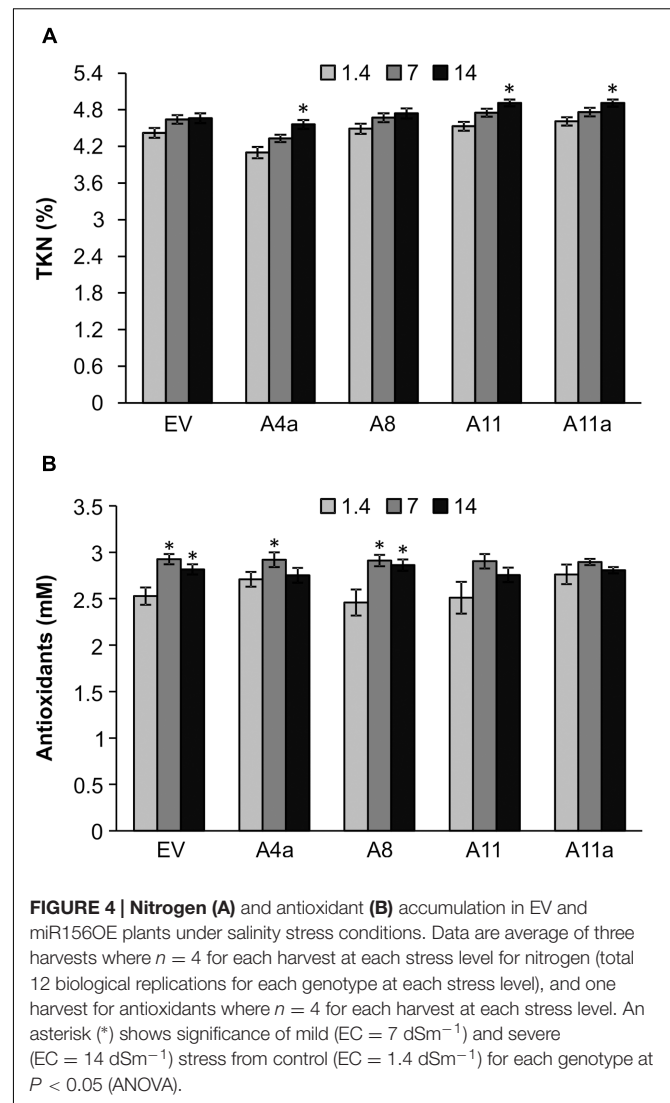 A
1.4 7 14
5.4
4.8
4.2
3.6
3
2.4
1.8
1.2
0.6
0
TKN (%)
* * *
EV A4a A8 A11 A11a
B
1.4 7 14
3.5
3
2.5
2
1.5
1
0.5
0
Antioxidants (mM)
* * * * *
EV A4a A8 A11 A11a
FIGURE 4 | Nitrogen (A) and antioxidant (B) accumulation in EV and
miR156OE plants under salinity stress conditions. Data are average of three
harvests where n = 4 for each harvest at each stress level for nitrogen (total
12 biological replications for each genotype at each stress level), and one
harvest for antioxidants where n = 4 for each harvest at each stress level. An
asterisk (*) shows significance of mild (EC = 7 dSm⁻¹) and severe
(EC = 14 dSm⁻¹) stress from control (EC = 1.4 dSm⁻¹) for each genotype at
P < 0.05 (ANOVA).